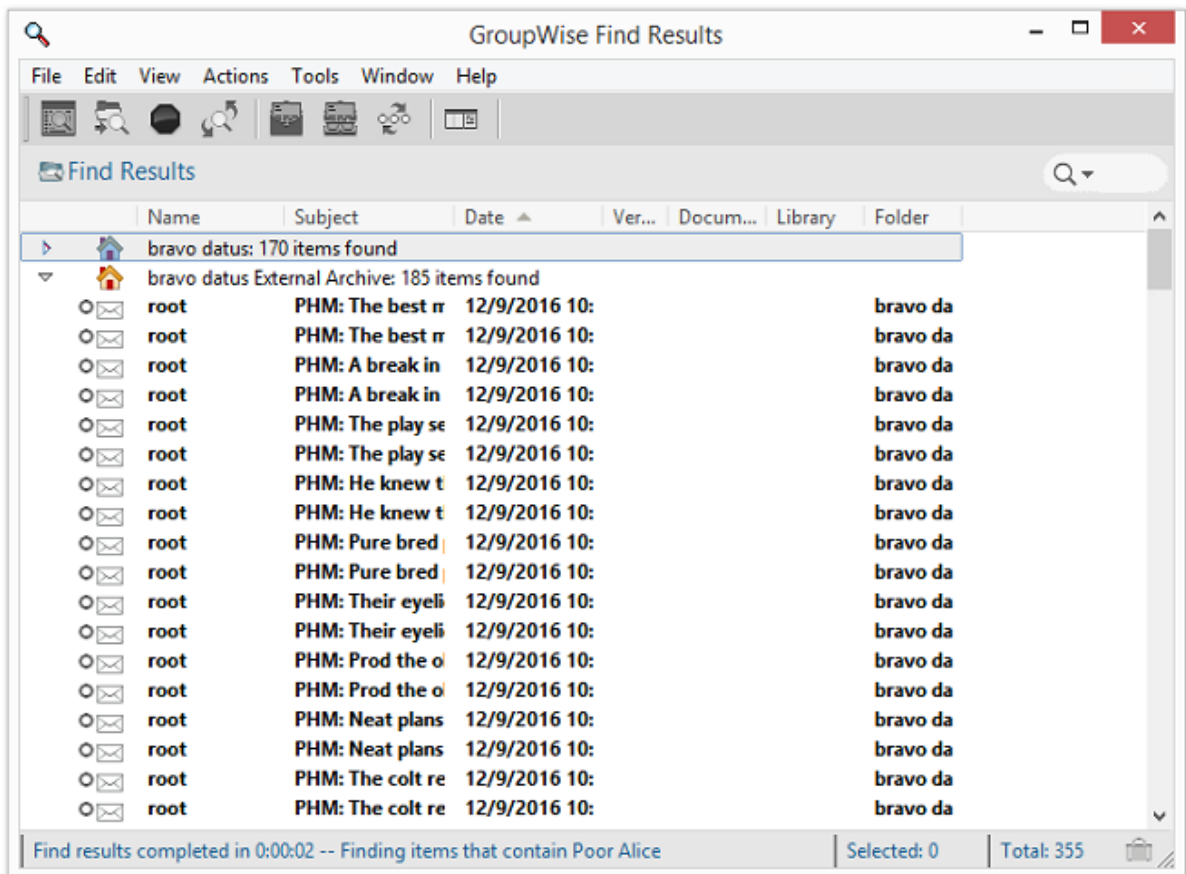 GroupWise Find Results
File Edit View Actions Tools Window Help
Find Results
Name Subject Date Ver... Docum... Library Folder
bravo datus: 170 items found
bravo datus External Archive: 185 items found
root PHM: The best m 12/9/2016 10: bravo da
root PHM: The best m 12/9/2016 10: bravo da
root PHM: A break in 12/9/2016 10: bravo da
root PHM: A break in 12/9/2016 10: bravo da
root PHM: The play se 12/9/2016 10: bravo da
root PHM: The play se 12/9/2016 10: bravo da
root PHM: He knew t 12/9/2016 10: bravo da
root PHM: He knew t 12/9/2016 10: bravo da
root PHM: Pure bred 12/9/2016 10: bravo da
root PHM: Pure bred 12/9/2016 10: bravo da
root PHM: Their eyeli 12/9/2016 10: bravo da
root PHM: Their eyeli 12/9/2016 10: bravo da
root PHM: Prod the ol 12/9/2016 10: bravo da
root PHM: Prod the ol 12/9/2016 10: bravo da
root PHM: Neat plans 12/9/2016 10: bravo da
root PHM: Neat plans 12/9/2016 10: bravo da
root PHM: The colt re 12/9/2016 10: bravo da
root PHM: The colt re 12/9/2016 10: bravo da
Find results completed in 0:00:02 -- Finding items that contain Poor Alice Selected: 0 Total: 355